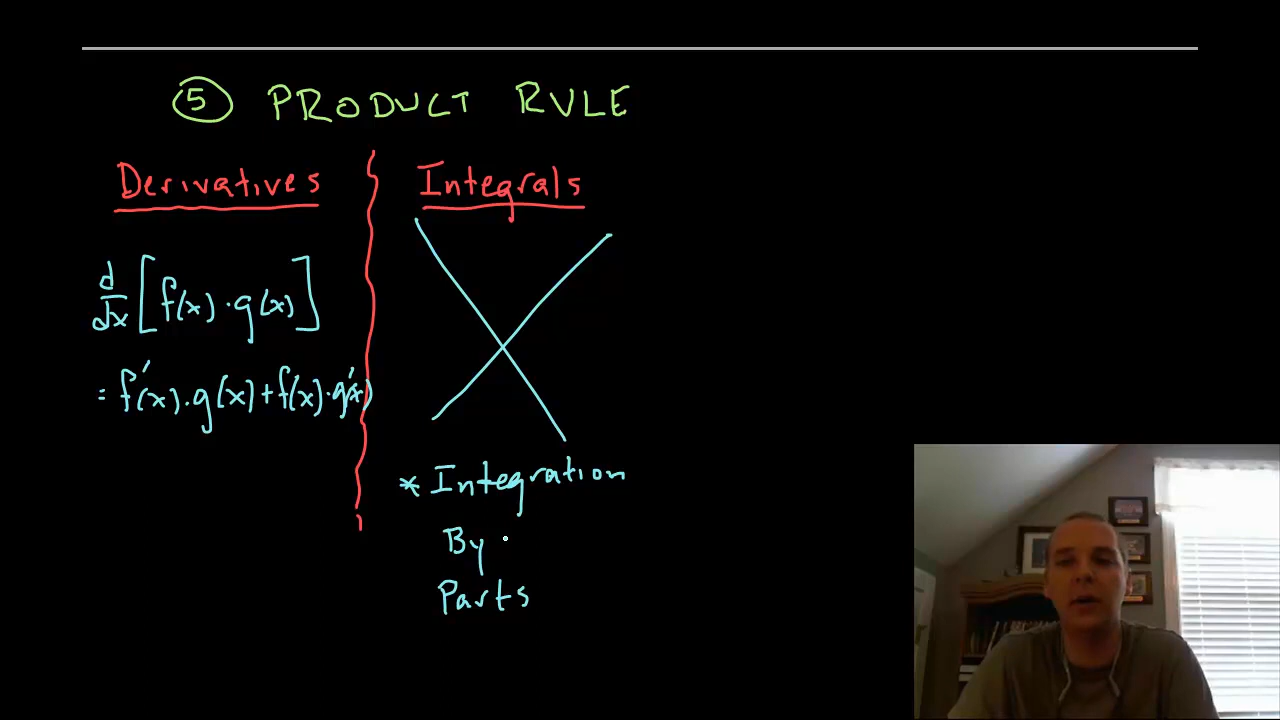 ⑤ PRODUCT RULE
Derivatives
d/dx [f(x)·g(x)]
= f'(x)·g(x)+f(x)·g'(x)
Integrals
* Integration
By
Parts